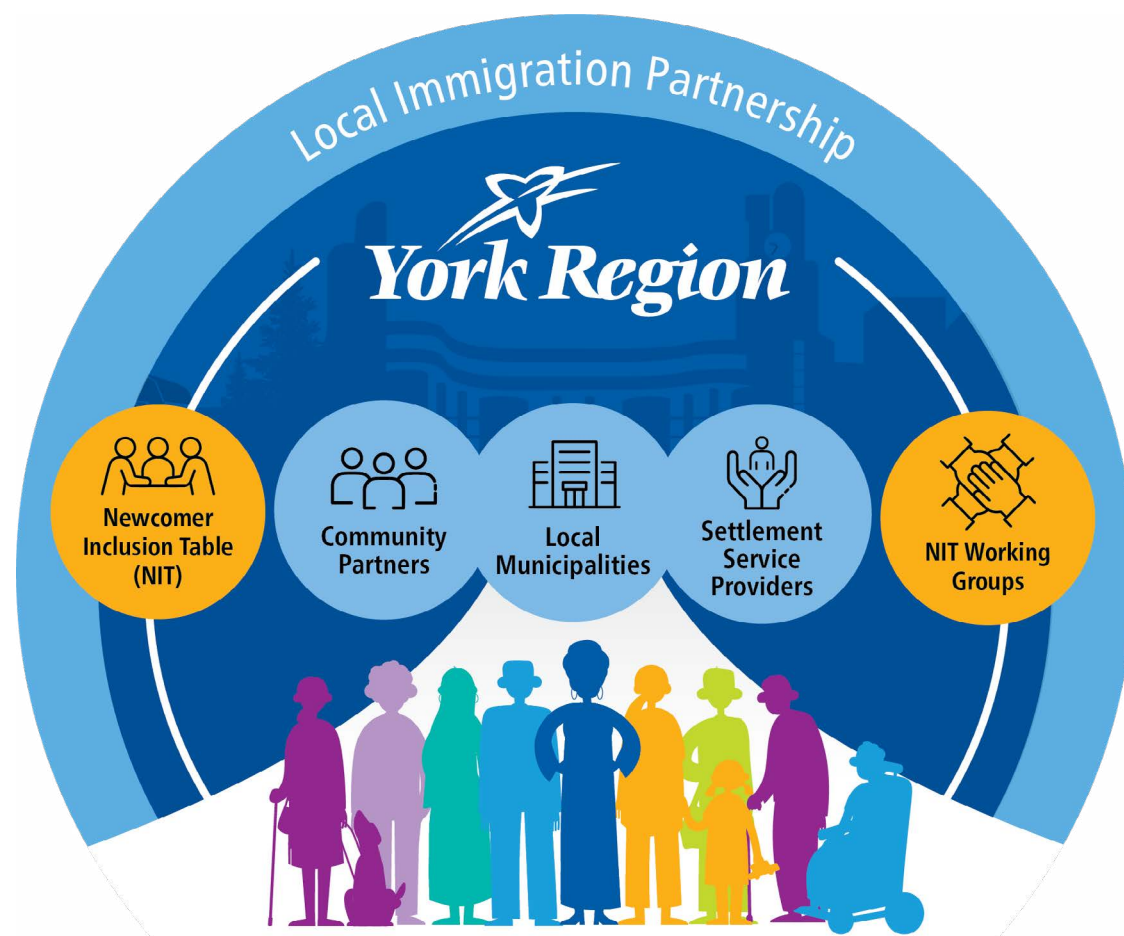 Local Immigration Partnership
York Region
Newcomer
Inclusion Table
(NIT)
Community
Partners
Local
Municipalities
Settlement
Service
Providers
NIT Working
Groups